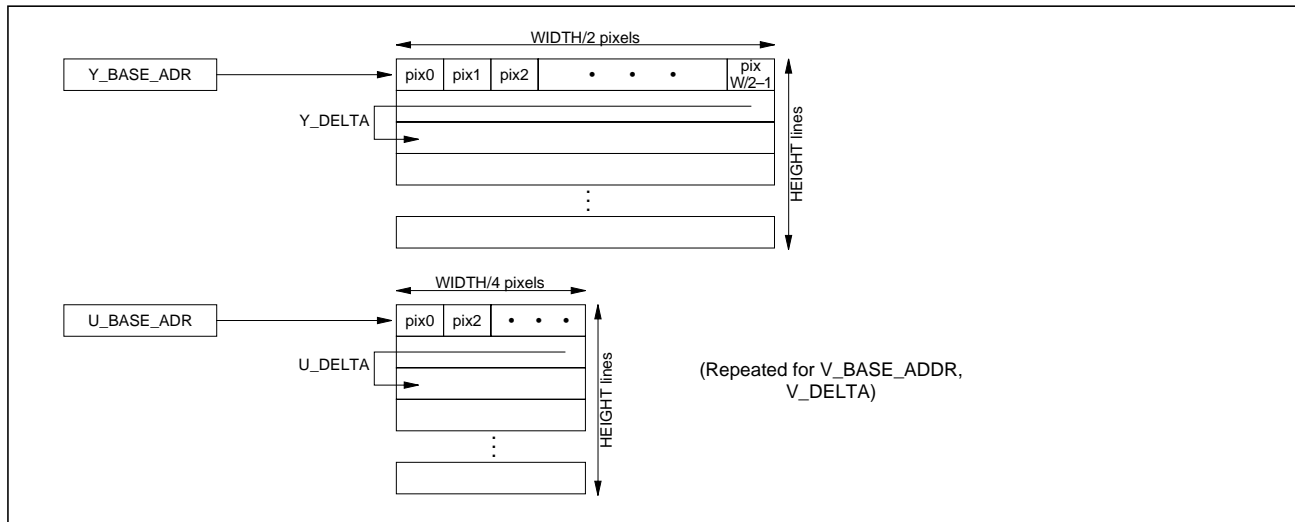 WIDTH/2 pixels
Y_BASE_ADR
pix0 pix1 pix2 • • • pix
W/2–1
Y_DELTA
HEIGHT lines
WIDTH/4 pixels
U_BASE_ADR
pix0 pix2 • • •
U_DELTA
HEIGHT lines
(Repeated for V_BASE_ADDR,
V_DELTA)